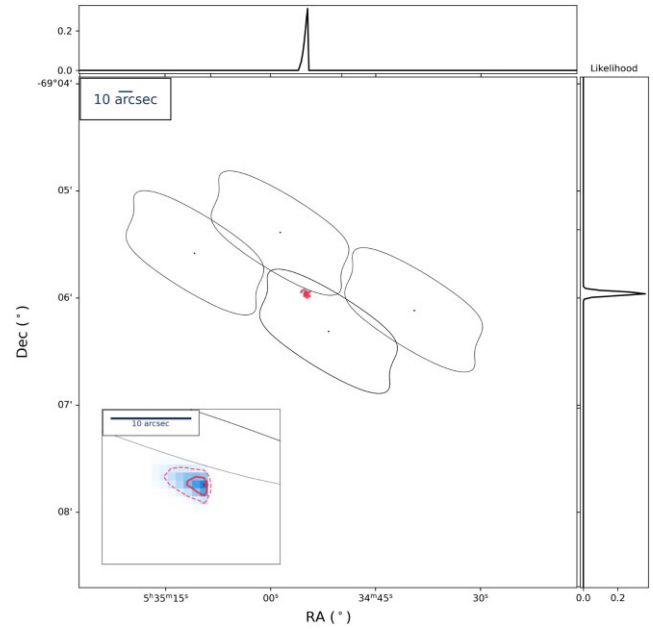 0.2
0.0
Likelihood
-69°04'
10 arcsec
05'
06'
Dec (°)
07'
10 arcsec
08'
5ʰ35ᵐ15ˢ
00ˢ
34ᵐ45ˢ
30ˢ
0.0
0.2
RA (°)